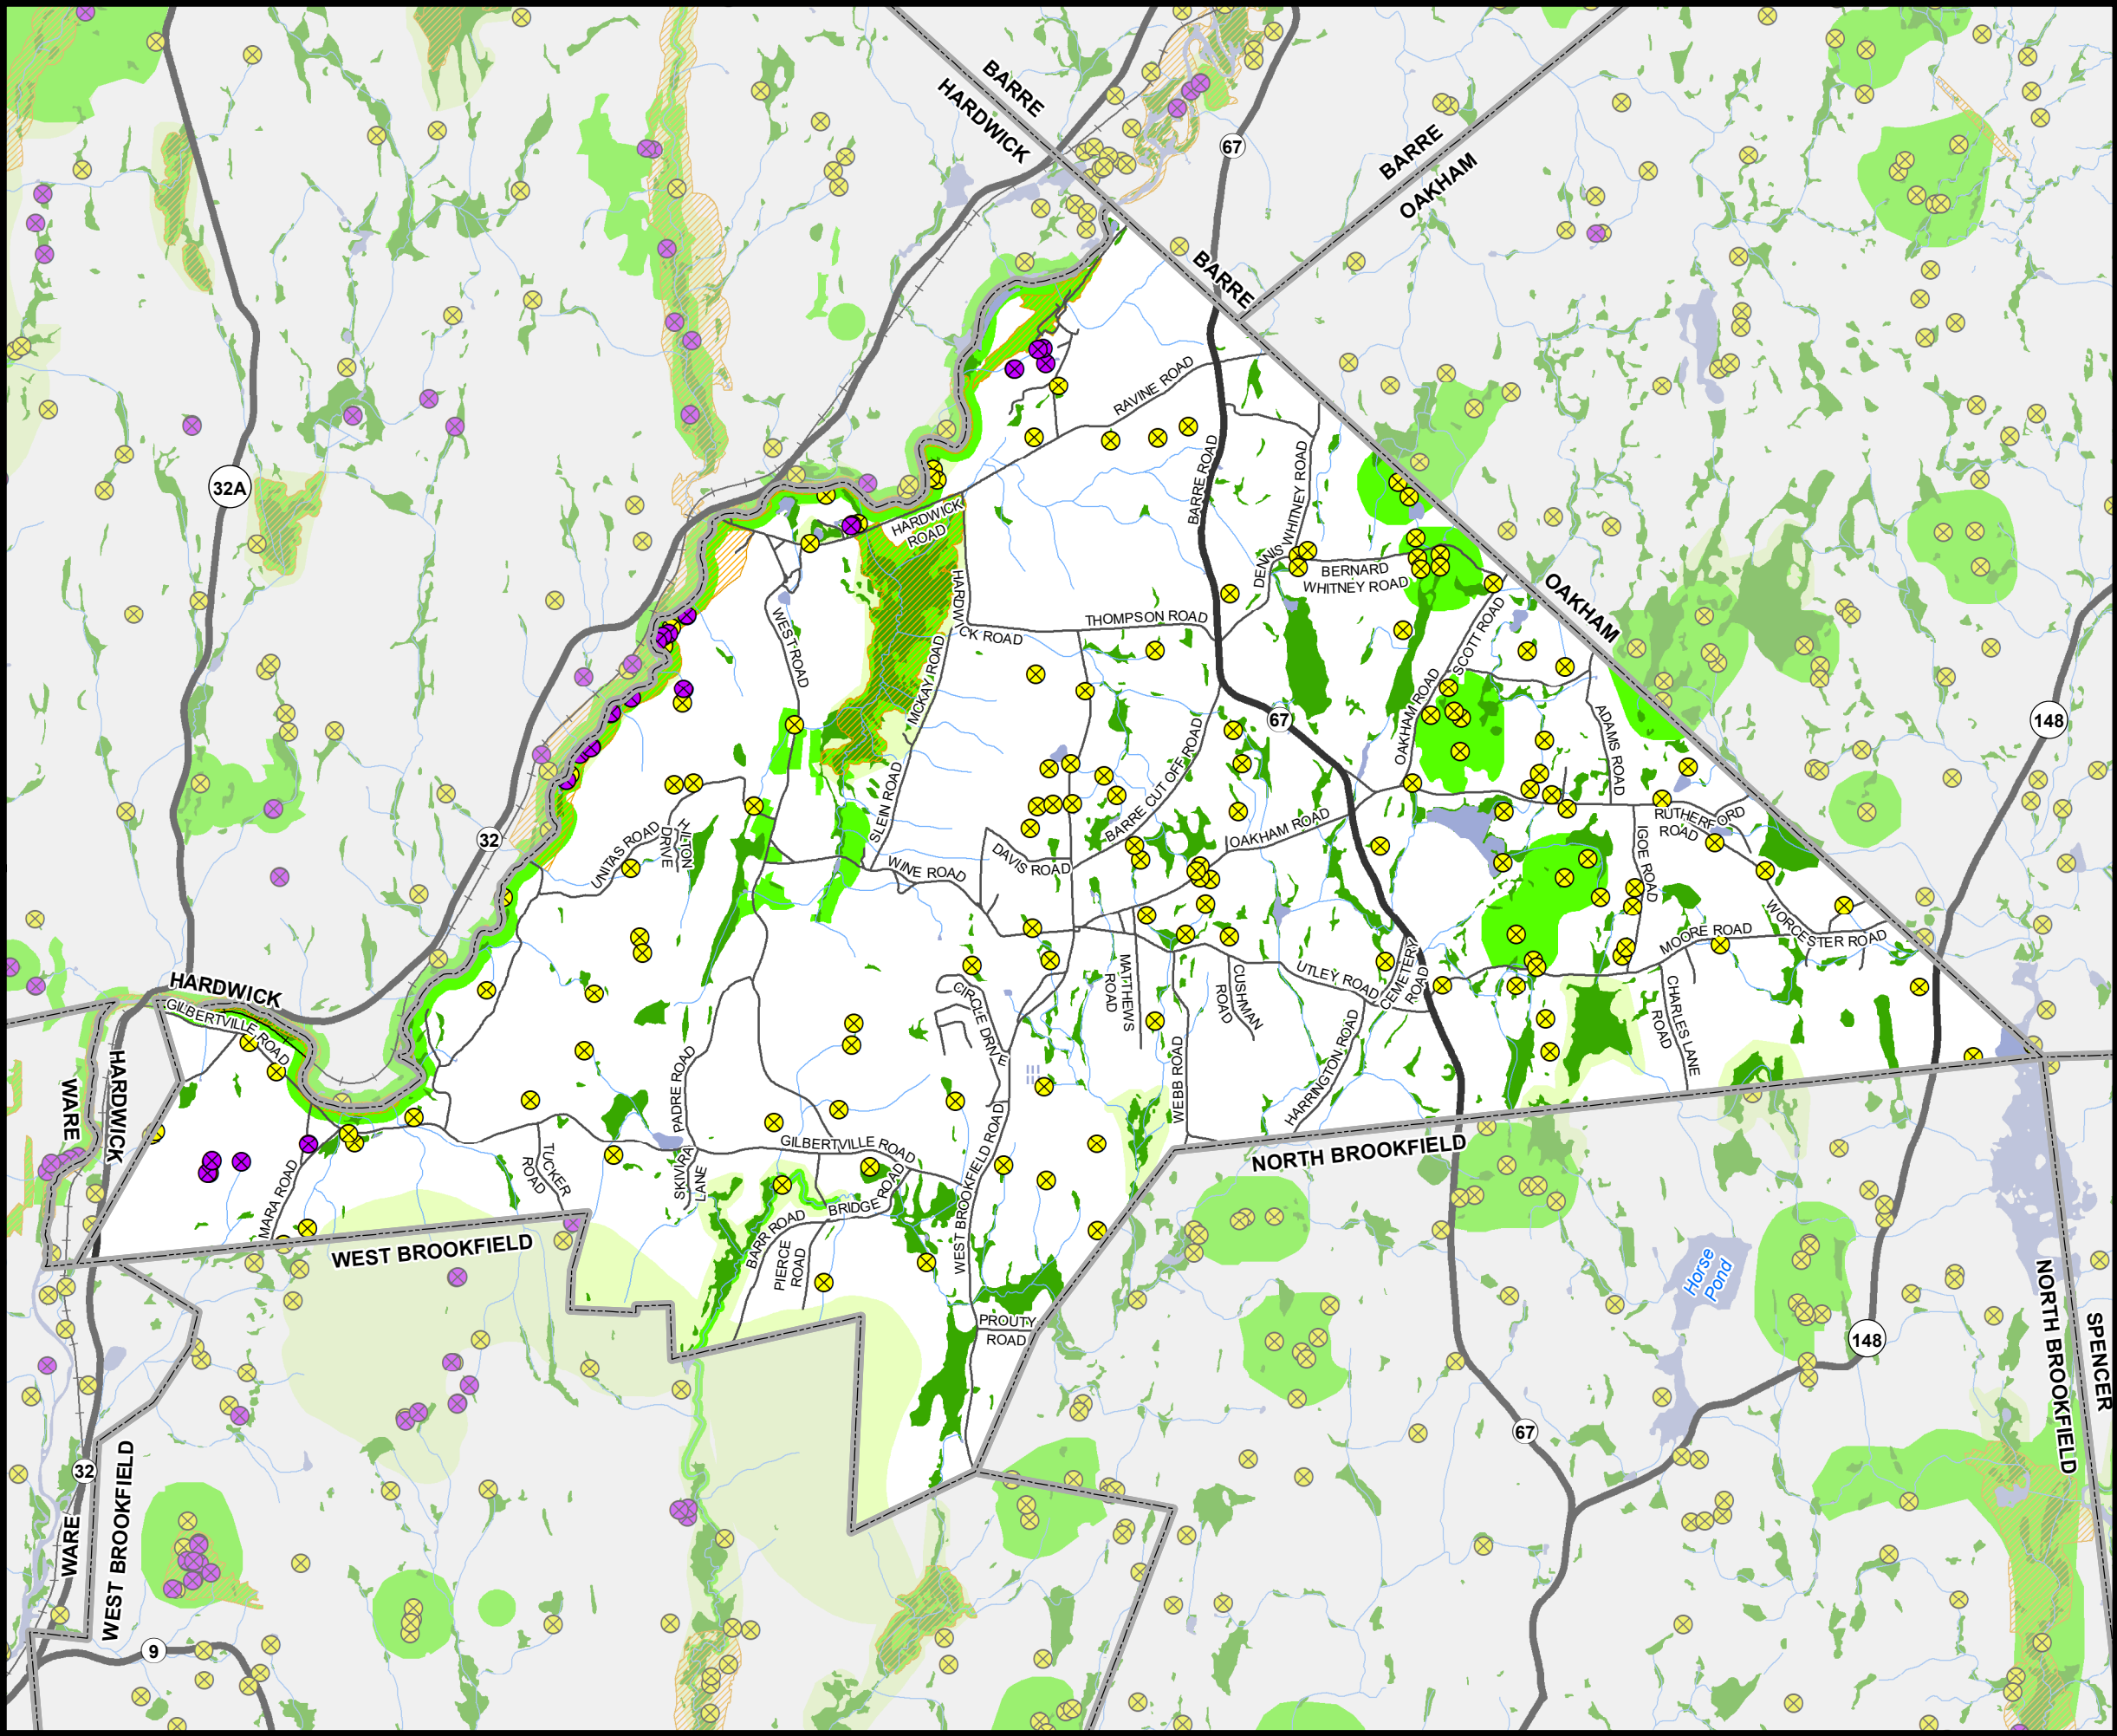 BARRE
HARDWICK
67
BARRE
OAKHAM
BARRE
RAVINE ROAD
32A
BARRE ROAD
DENNIS WHITNEY ROAD
HARDWICK
ROAD
BERNARD
WHITNEY ROAD
OAKHAM
HARDWICK ROAD
THOMPSON ROAD
WEST ROAD
SCOTT ROAD
MCKAY ROAD
OAKHAM ROAD
ADAMS ROAD
67
148
BARRE CUT OFF ROAD
SLEIN ROAD
32
UNITAS ROAD
HILTON
DRIVE
OAKHAM ROAD
RUTHERFORD
ROAD
IGOE ROAD
DAVIS ROAD
WINE ROAD
WORCESTER ROAD
MOORE ROAD
HARDWICK
GILBERTVILLE
ROAD
CIRCLE DRIVE
MATTHEWS
ROAD
CUSHMAN
ROAD
UTLEY ROAD
CEMETERY
ROAD
CHARLES LANE
ROAD
HARRINGTON ROAD
WEBB ROAD
PADRE ROAD
WARE
HARDWICK
GILBERTVILLE ROAD
NORTH BROOKFIELD
TUCKER
ROAD
SKIVIRA
LANE
MARA ROAD
BRIDGE ROAD
BARR ROAD
PIERCE
ROAD
WEST BROOKFIELD ROAD
WEST BROOKFIELD
Horse
Pond
PROUTY
ROAD
148
NORTH BROOKFIELD
SPENCER
67
32
WARE
WEST BROOKFIELD
9